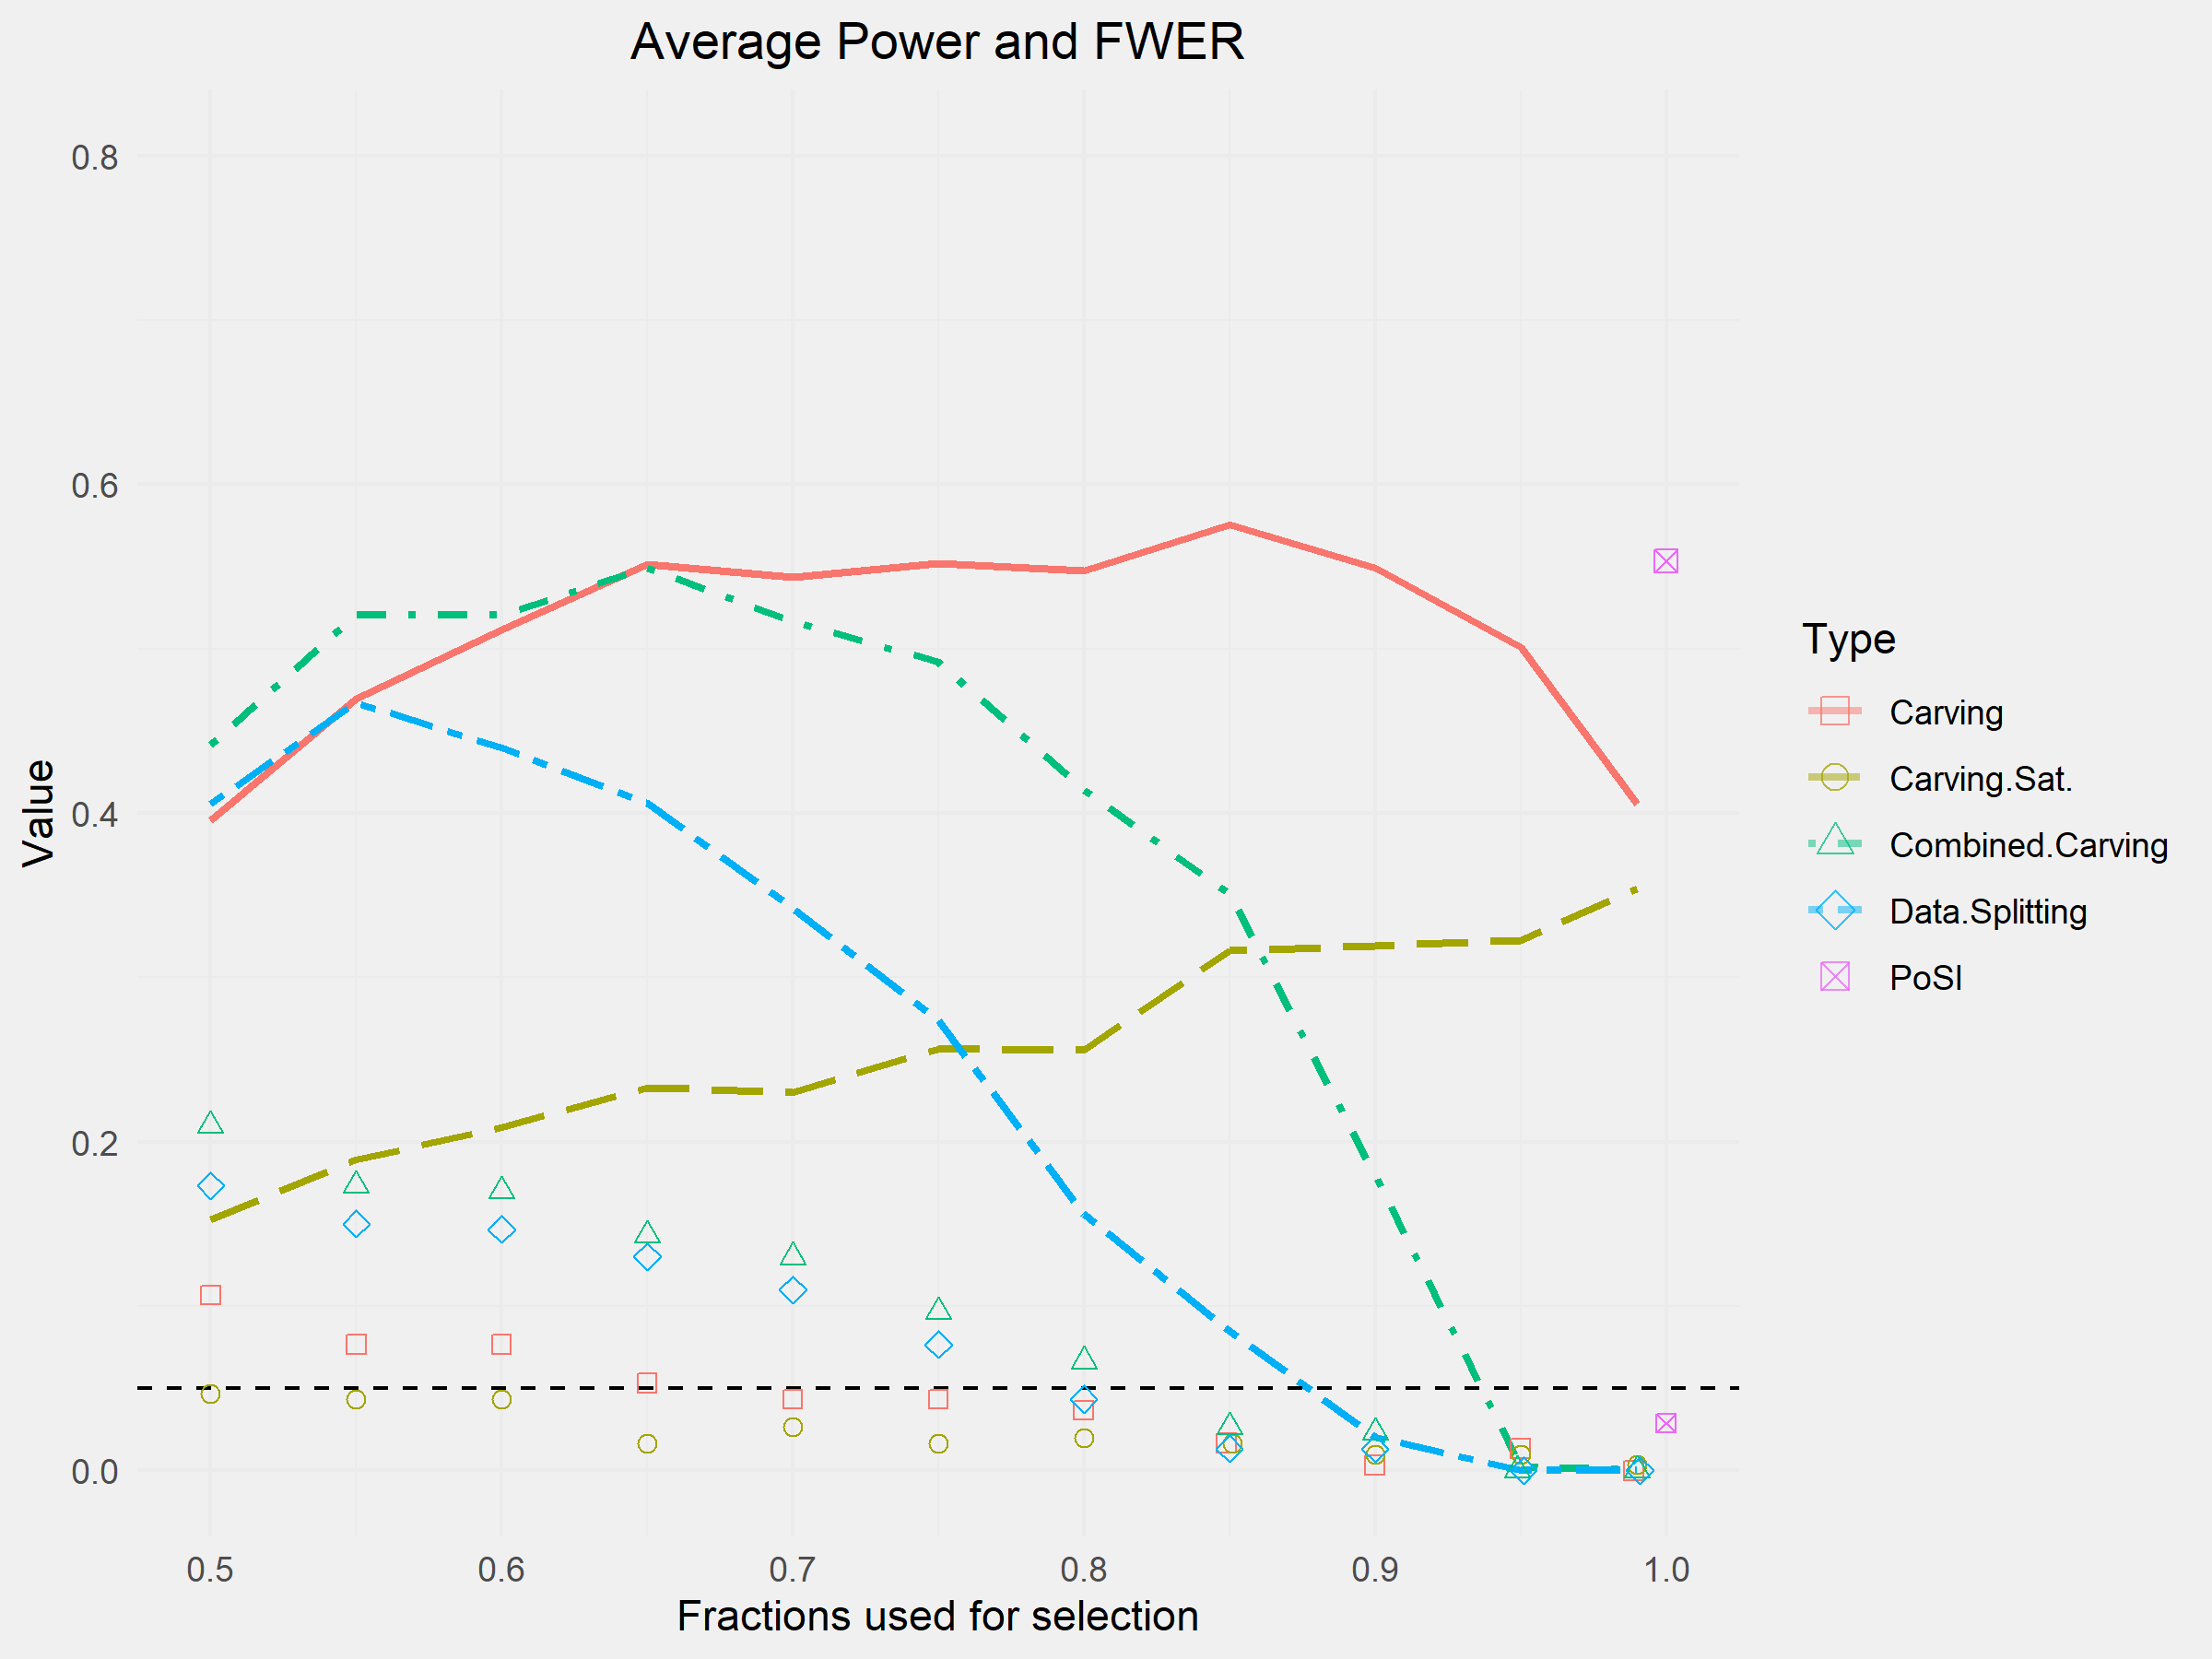 Average Power and FWER
Value
0.8
0.6
0.4
0.2
0.0
0.5 0.6 0.7 0.8 0.9 1.0
Fractions used for selection
Type
Carving
Carving.Sat.
Combined.Carving
Data.Splitting
PoSI